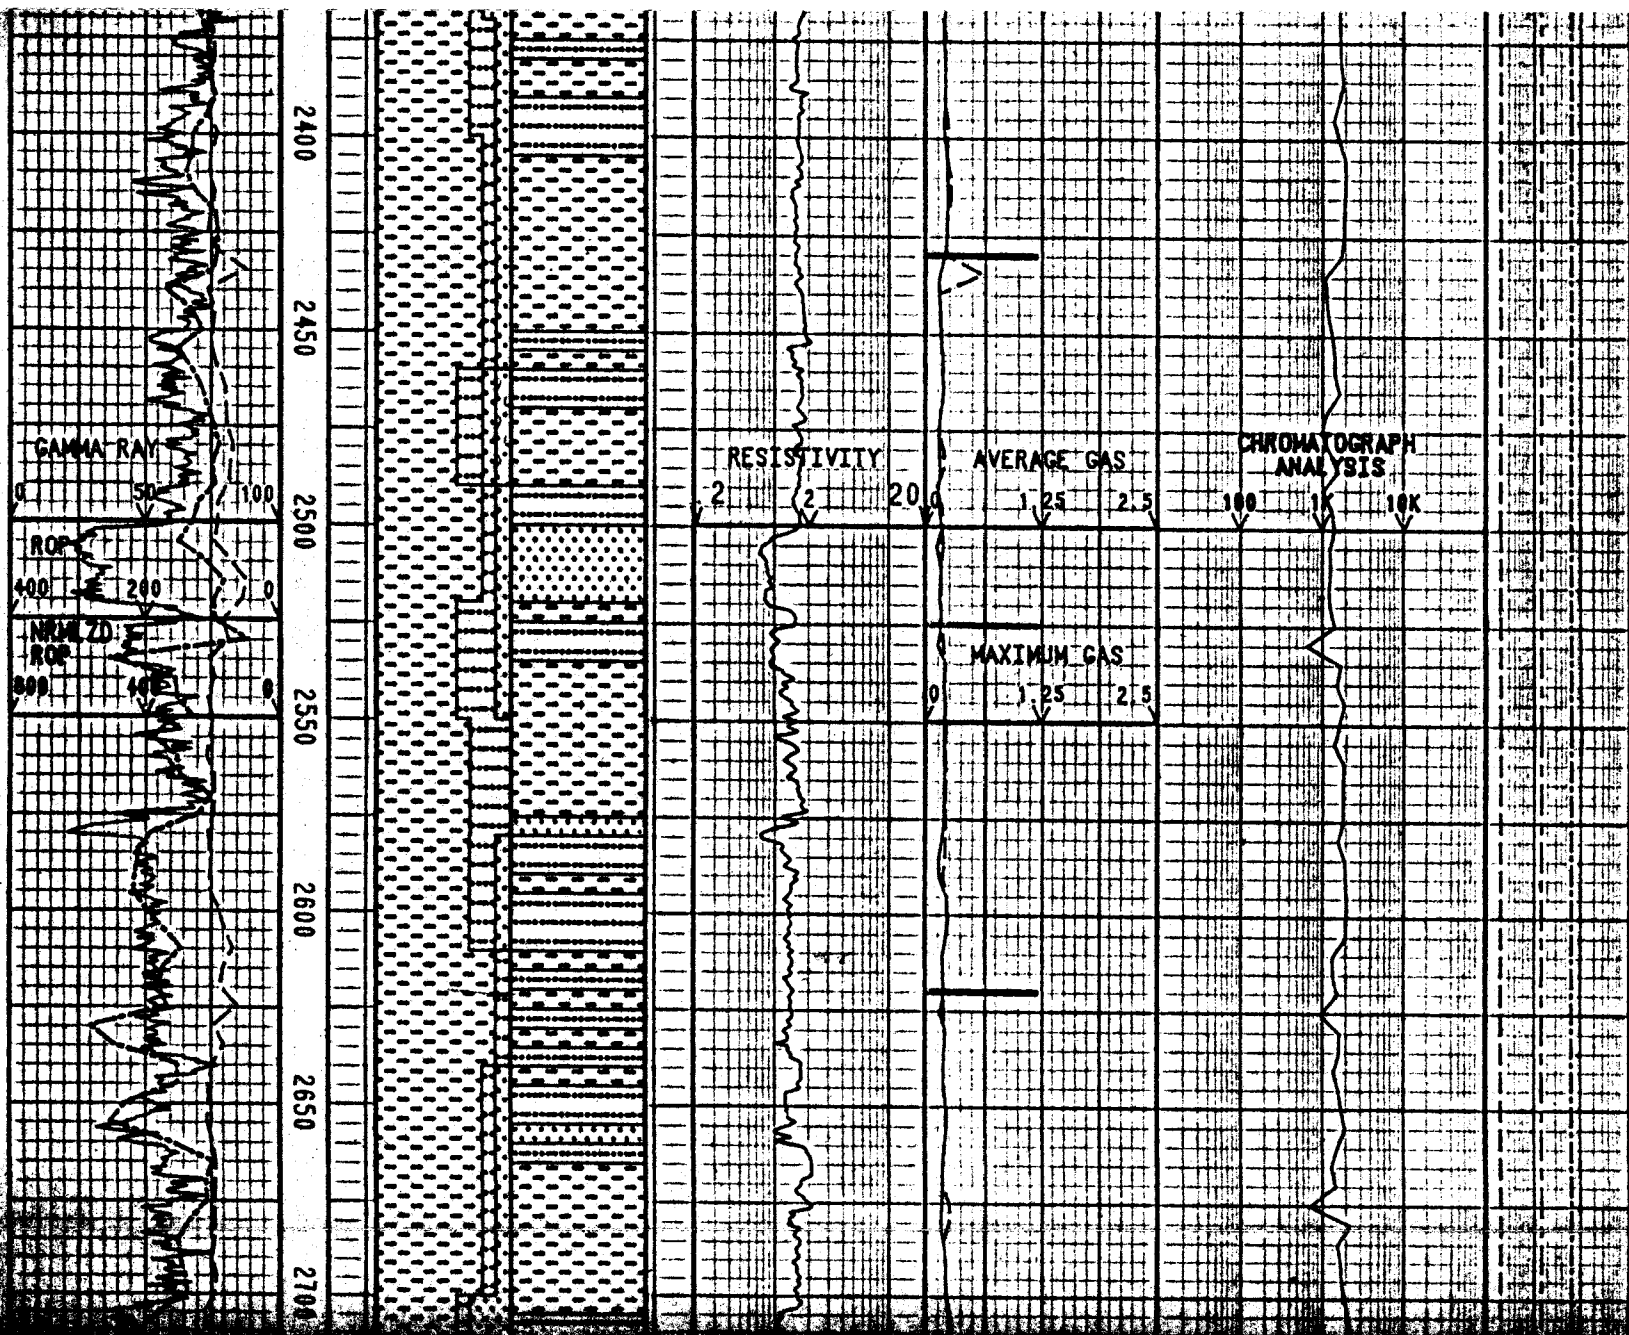 2400
2450
GAMMA RAY
0 50 100
2500
ROP
400 200 0
NRMLZD
ROP
800 400 0
2550
2600
2650
2700
RESISTIVITY
.2 2 20
AVERAGE GAS
0 1.25 2.5
MAXIMUM GAS
0 1.25 2.5
CHROMATOGRAPH
ANALYSIS
100 1K 10K